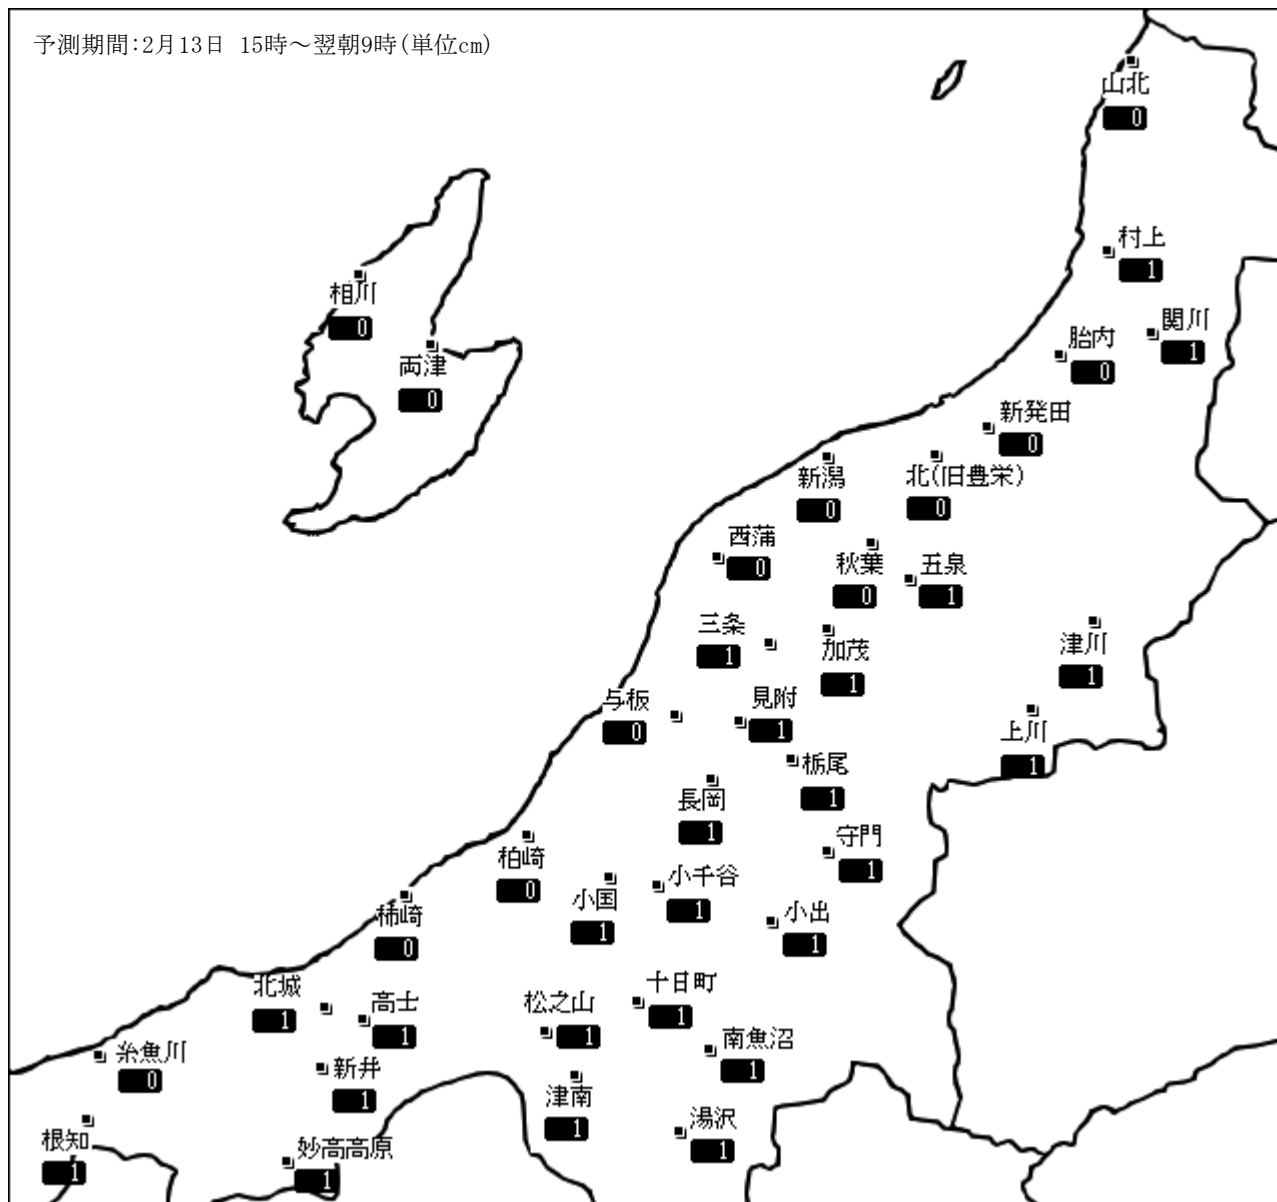 予測期間:2月13日 15時～翌朝9時(単位cm)
山北
0
村上
1
相川
0
関川
1
胎内
0
両津
0
新発田
0
新潟
0
北(旧豊栄)
0
西蒲
0
秋葉
0
五泉
1
三条
1
加茂
1
津川
1
与板
0
見附
1
上川
1
栃尾
1
長岡
1
守門
1
柏崎
0
小千谷
1
小国
1
小出
1
柿崎
0
北城
1
高士
1
松之山
1
十日町
1
南魚沼
1
糸魚川
0
新井
1
津南
1
湯沢
1
根知
1
妙高高原
1